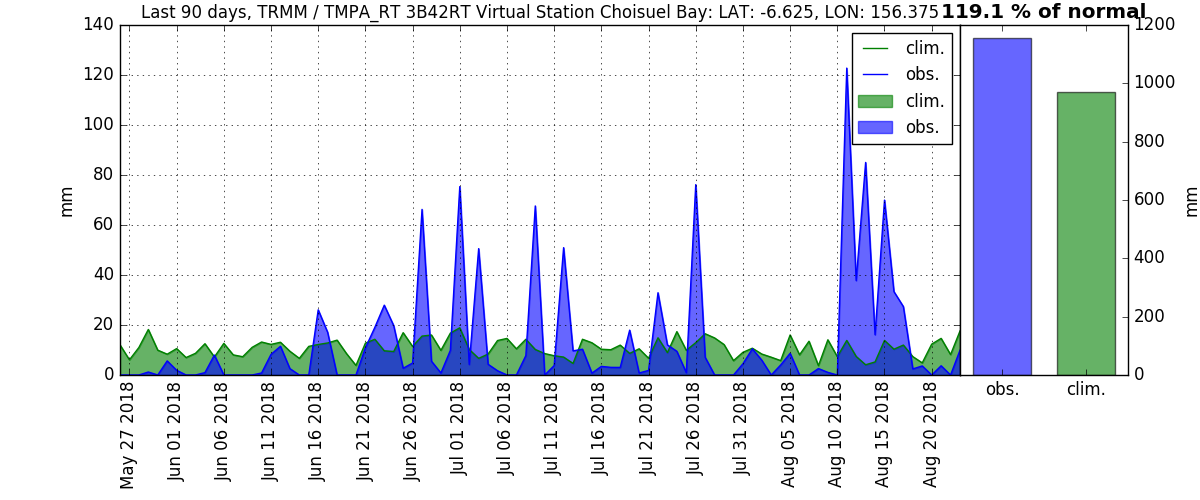 Last 90 days, TRMM / TMPA_RT 3B42RT Virtual Station Choisuel Bay: LAT: -6.625, LON: 156.375
119.1 % of normal
140
120
100
80
60
40
20
0
mm
clim.
obs.
clim.
obs.
May 27 2018
Jun 01 2018
Jun 06 2018
Jun 11 2018
Jun 16 2018
Jun 21 2018
Jun 26 2018
Jul 01 2018
Jul 06 2018
Jul 11 2018
Jul 16 2018
Jul 21 2018
Jul 26 2018
Jul 31 2018
Aug 05 2018
Aug 10 2018
Aug 15 2018
Aug 20 2018
1200
1000
800
600
400
200
0
mm
obs.
clim.